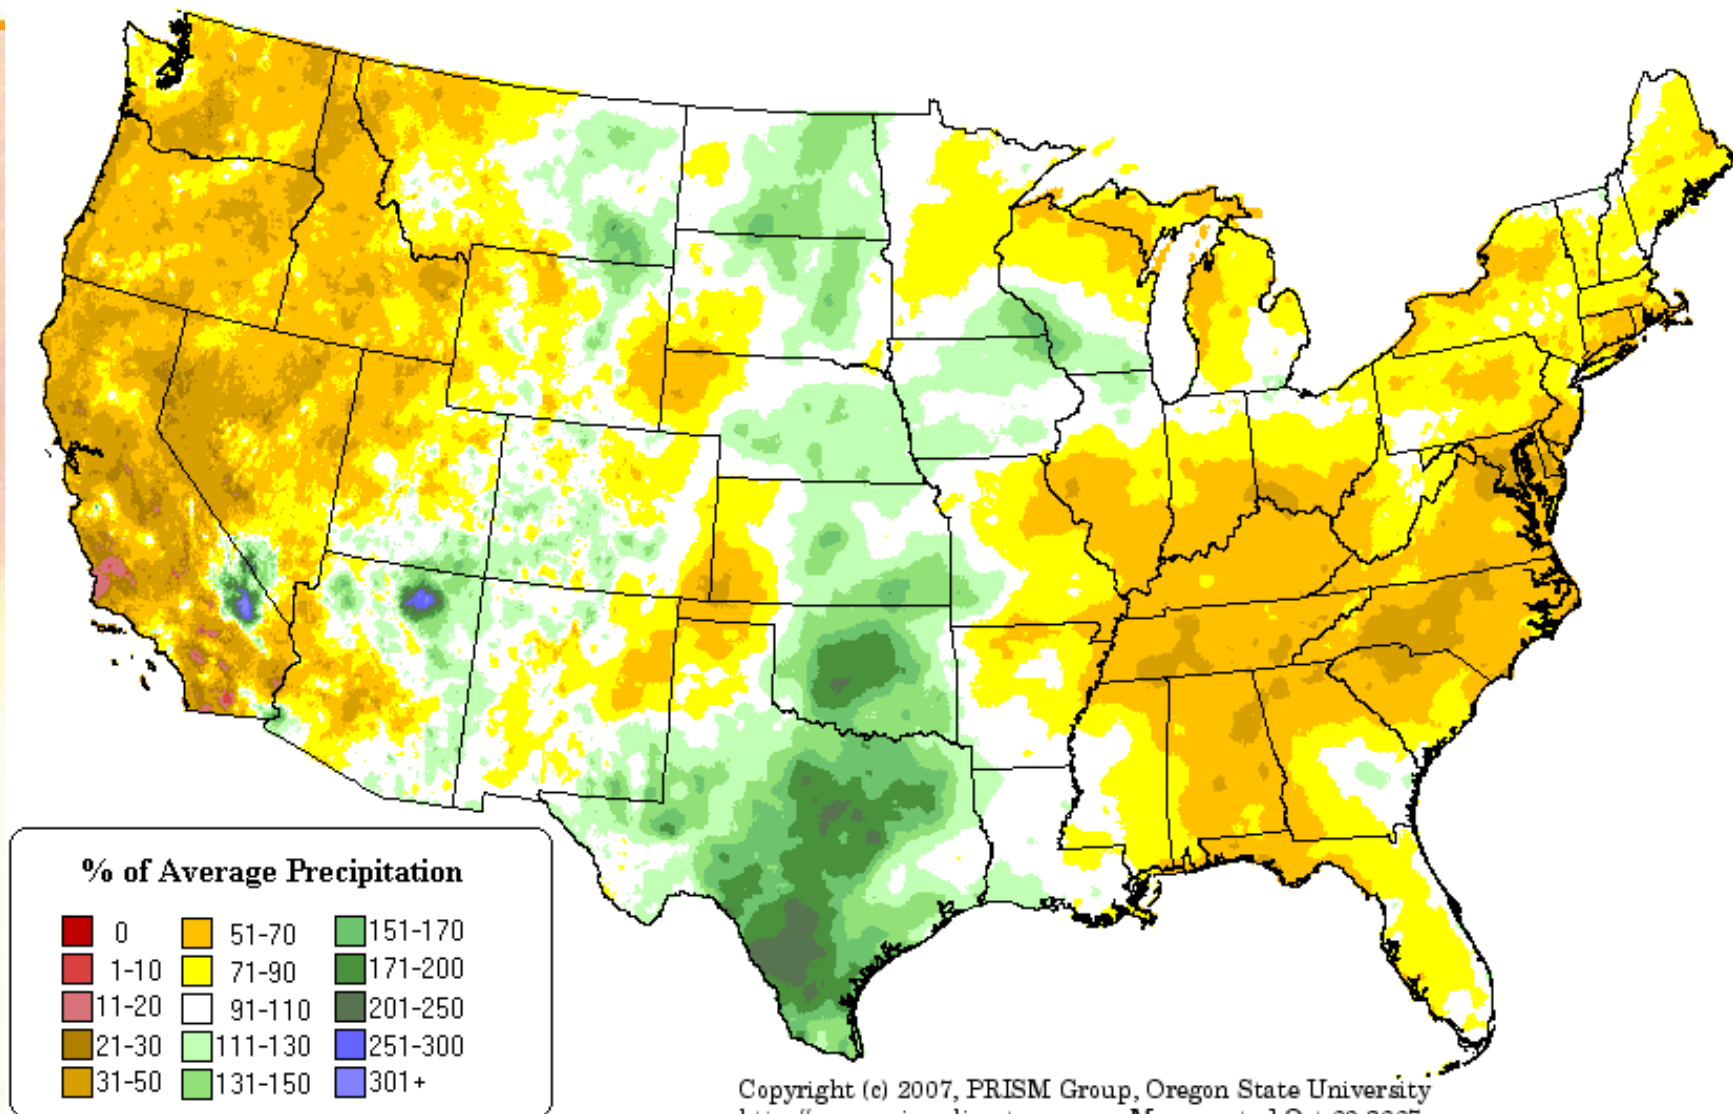 % of Average Precipitation
0 51-70 151-170
1-10 71-90 171-200
11-20 91-110 201-250
21-30 111-130 251-300
31-50 131-150 301+
Copyright (c) 2007, PRISM Group, Oregon State University